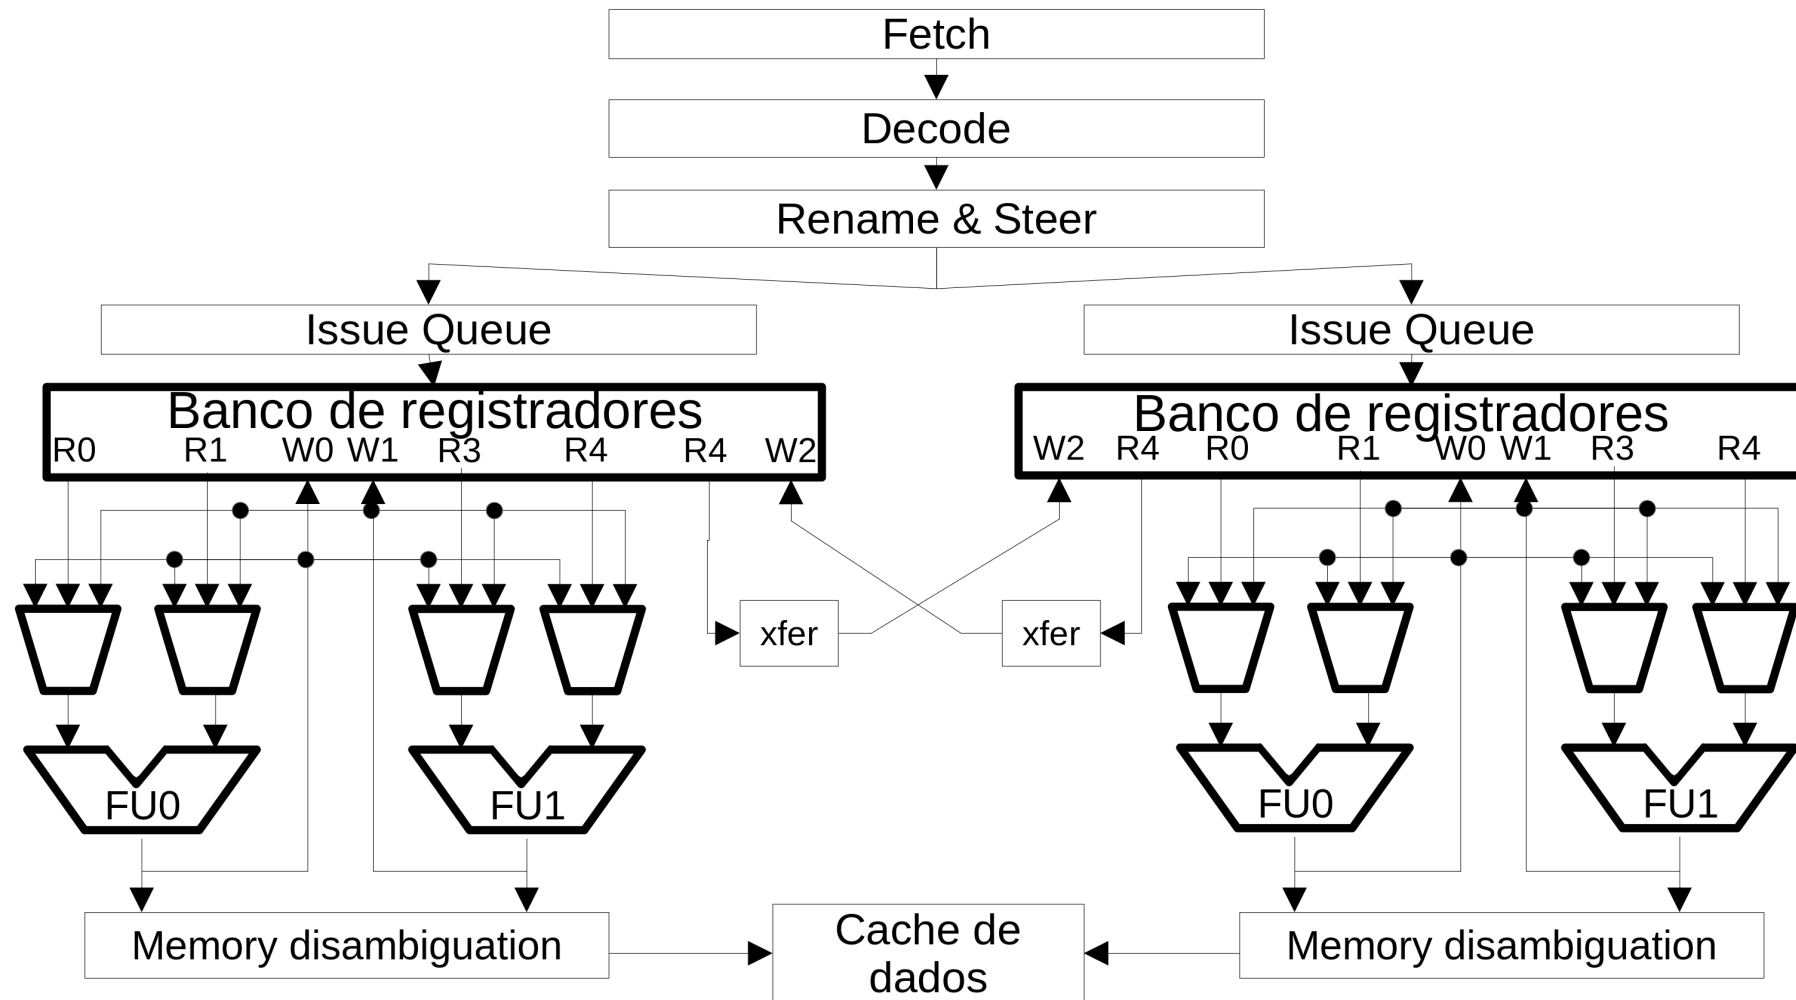 Fetch
Decode
Rename & Steer
Issue Queue
Issue Queue
Banco de registradores
R0 R1 W0 W1 R3 R4 R4 W2
Banco de registradores
W2 R4 R0 R1 W0 W1 R3 R4
xfer
xfer
FU0
FU1
FU0
FU1
Memory disambiguation
Cache de
dados
Memory disambiguation